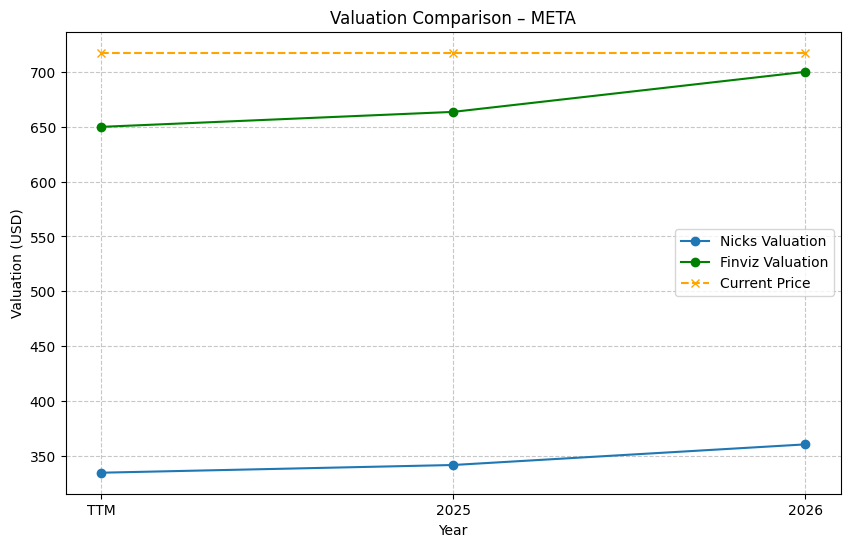 Valuation Comparison – META
Valuation (USD)
700
650
600
550
500
450
400
350
Nicks Valuation
Finviz Valuation
Current Price
TTM
2025
2026
Year